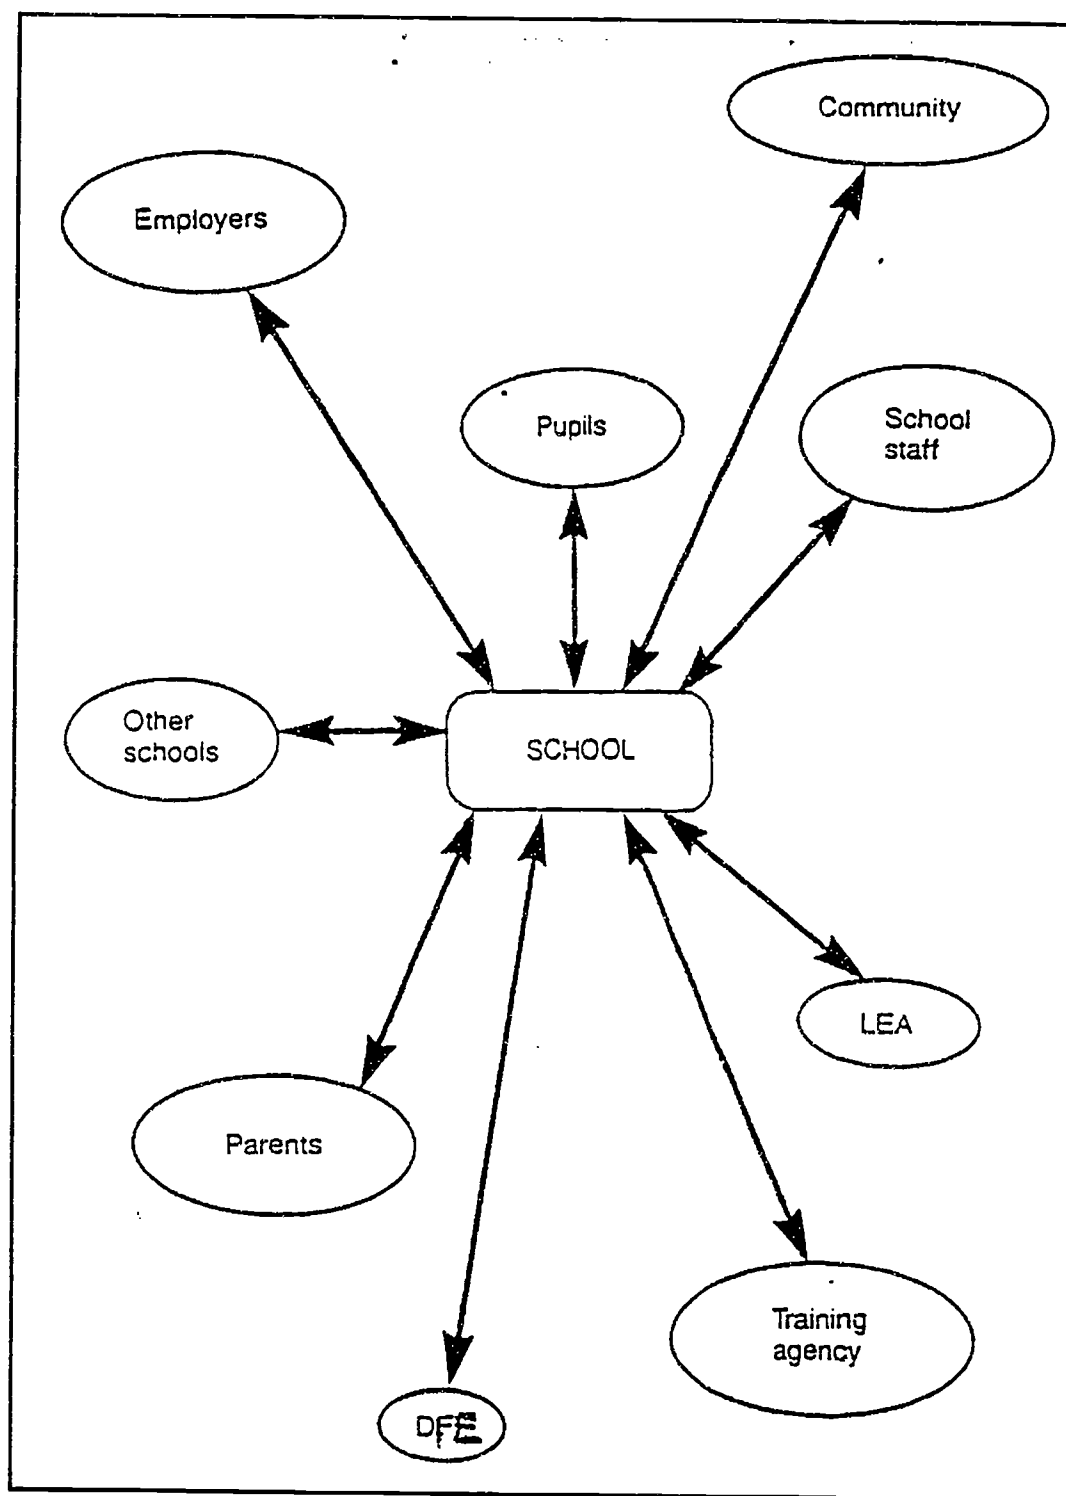 Community
Employers
Pupils
School
staff
Other
schools
SCHOOL
LEA
Parents
Training
agency
DFE